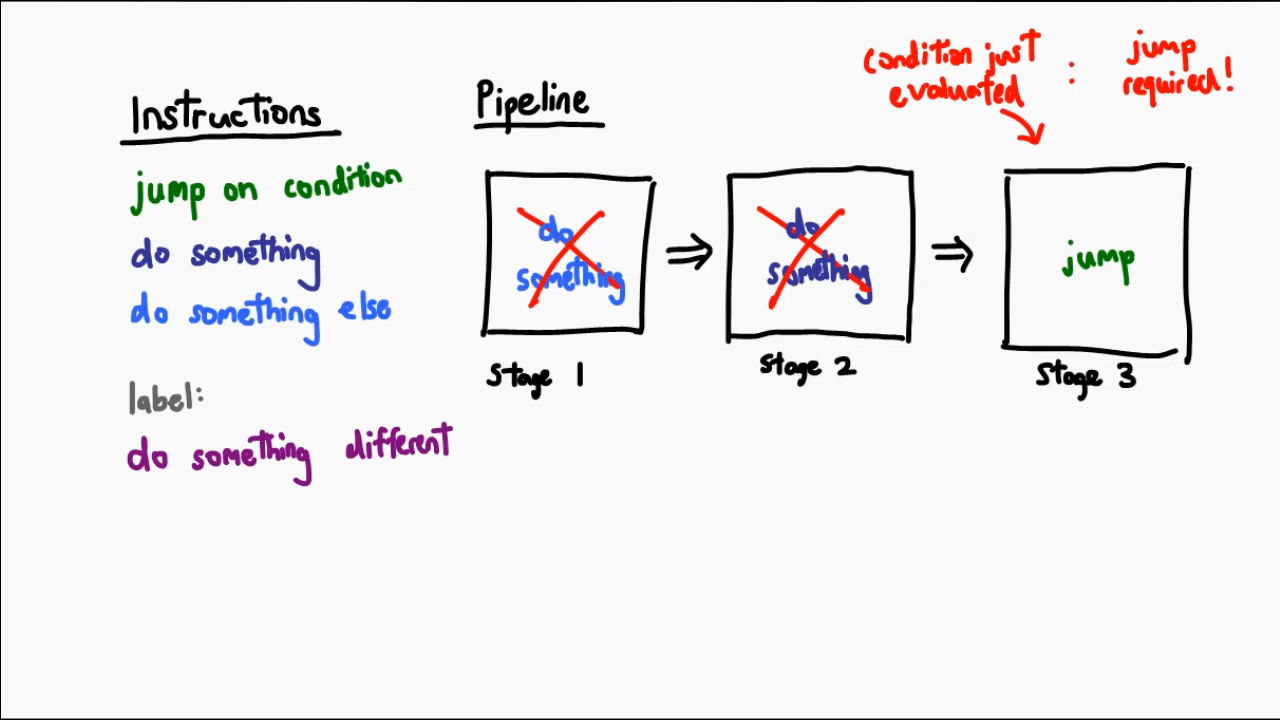 Instructions
jump on condition
do something
do something else
label:
do something different
Pipeline
condition just
evaluated
:
jump
required!
do
something
stage 1
⇒
do
something
stage 2
⇒
jump
stage 3